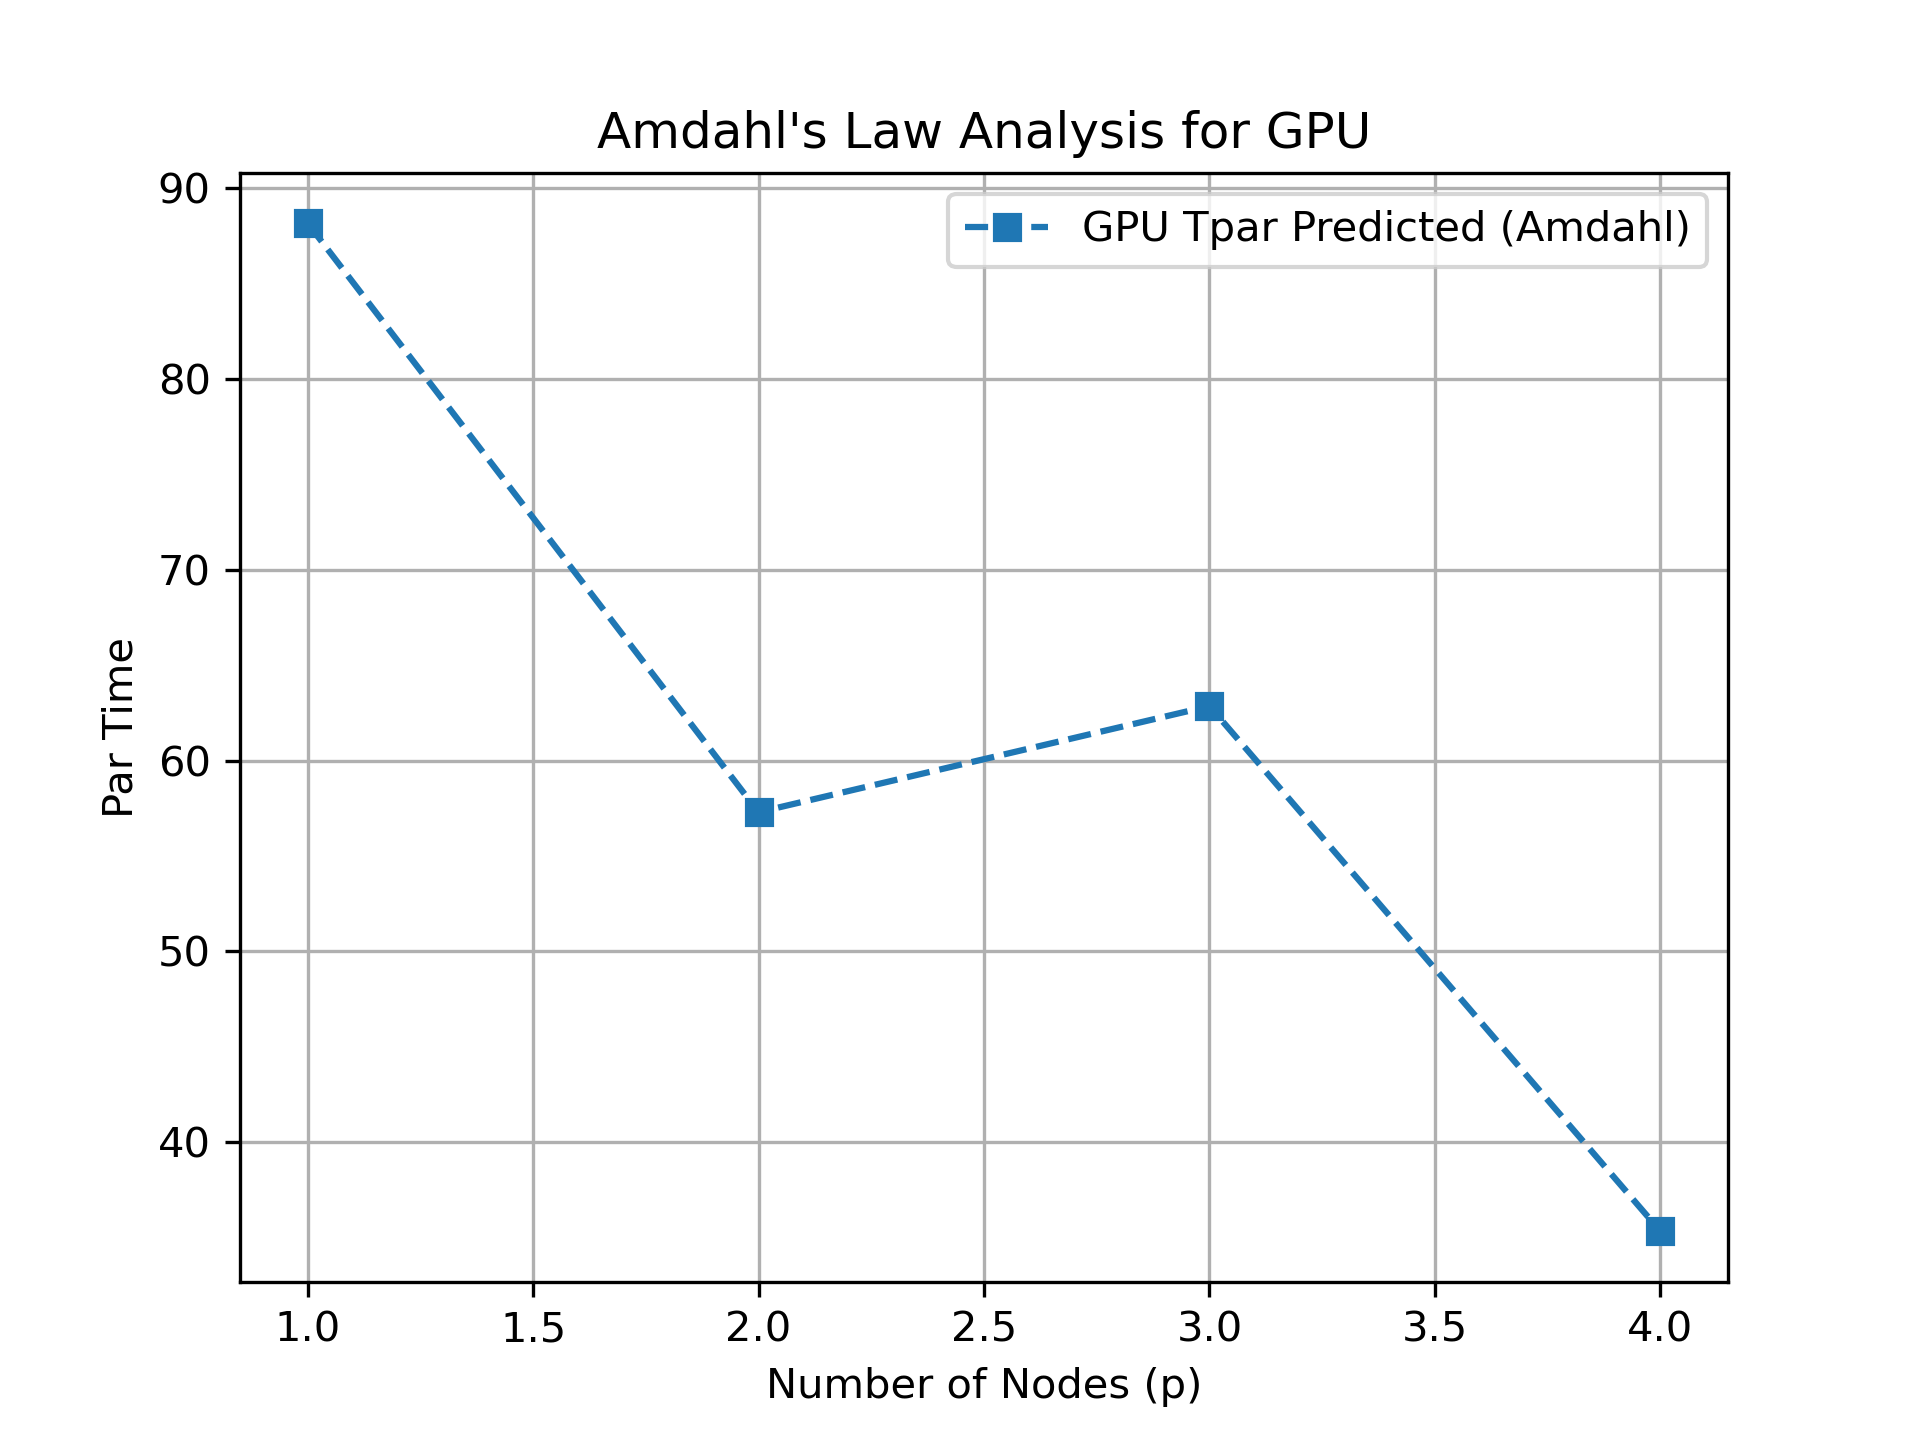 Amdahl's Law Analysis for GPU
GPU Tpar Predicted (Amdahl)
Par Time
90
80
70
60
50
40
1.0 1.5 2.0 2.5 3.0 3.5 4.0
Number of Nodes (p)